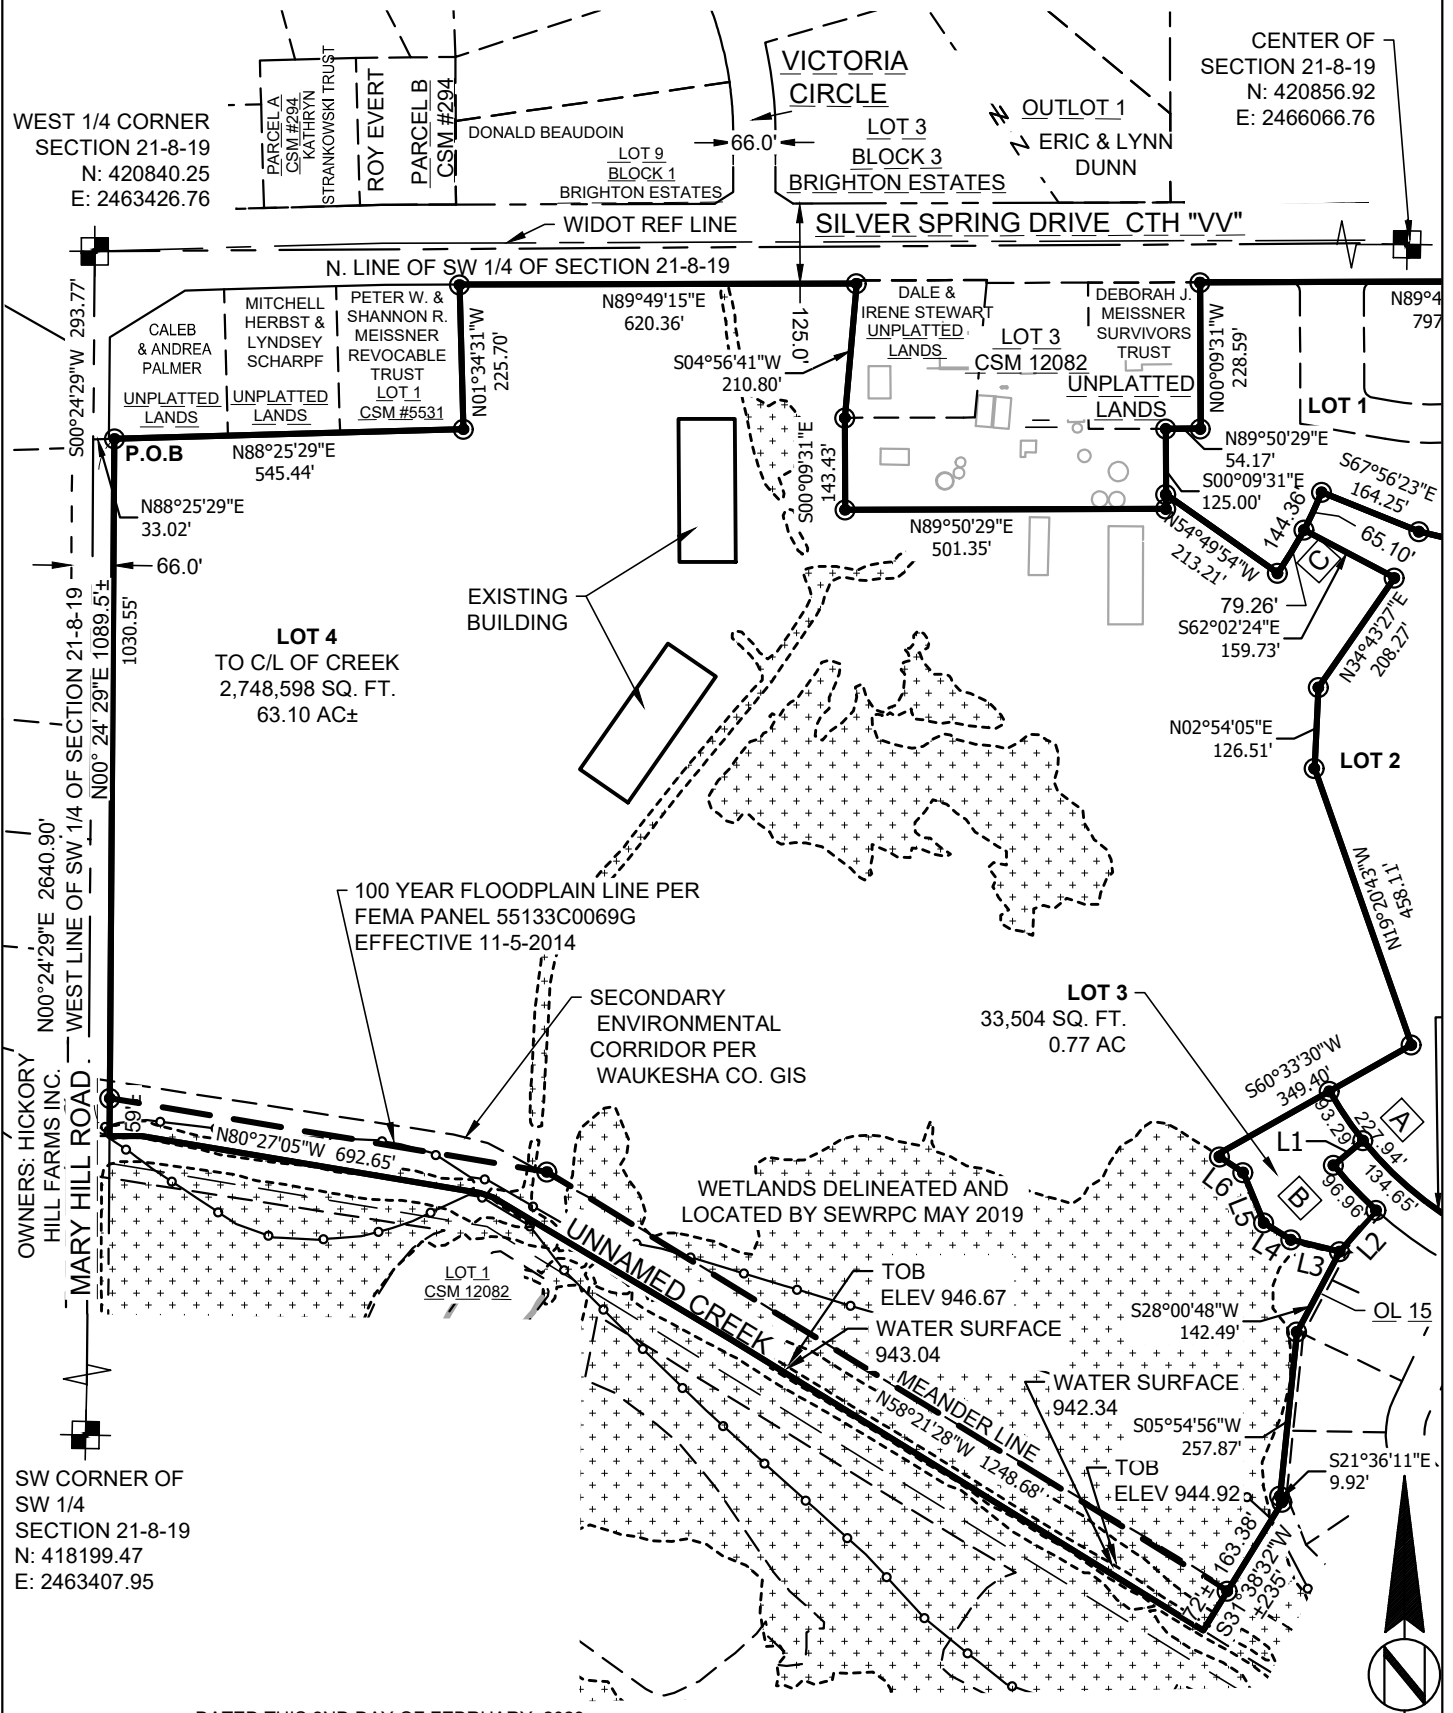 WEST 1/4 CORNER
SECTION 21-8-19
N: 420840.25
E: 2463426.76
PARCEL A
CSM #294
KATHRYN
STRANKOWSKI TRUST
ROY EVERT
PARCEL B
CSM #294
DONALD BEAUDOIN
LOT 9
BLOCK 1
BRIGHTON ESTATES
VICTORIA
CIRCLE
66.0'
LOT 3
BLOCK 3
BRIGHTON ESTATES
OUTLOT 1
ERIC & LYNN
DUNN
CENTER OF
SECTION 21-8-19
N: 420856.92
E: 2466066.76
WIDOT REF LINE
SILVER SPRING DRIVE CTH "VV"
N. LINE OF SW 1/4 OF SECTION 21-8-19
S00°24'29"W 293.77'
CALEB
& ANDREA
PALMER
UNPLATTED
LANDS
MITCHELL
HERBST &
LYNDSEY
SCHARPF
UNPLATTED
LANDS
PETER W. &
SHANNON R.
MEISSNER
REVOCABLE
TRUST
LOT 1
CSM #5531
N01°34'31"W
225.70'
N89°49'15"E
620.36'
125.0'
S04°56'41"W
210.80'
DALE &
IRENE STEWART
UNPLATTED
LANDS
LOT 3
CSM 12082
DEBORAH J.
MEISSNER
SURVIVORS
TRUST
UNPLATTED
LANDS
N00°09'31"W
228.59'
N89°4
797
LOT 1
P.O.B
N88°25'29"E
545.44'
N88°25'29"E
33.02'
66.0'
S00°09'31"E
143.43'
N89°50'29"E
501.35'
N89°50'29"E
54.17'
S00°09'31"E
125.00'
N54°49'54"W
213.21'
S67°56'23"E
164.25'
144.36'
65.10'
C
79.26'
S62°02'24"E
159.73'
N34°43'27"E
208.27'
N02°54'05"E
126.51'
LOT 2
EXISTING
BUILDING
LOT 4
TO C/L OF CREEK
2,748,598 SQ. FT.
63.10 AC±
N00° 24' 29"E 1089.5'±
1030.55'
WEST LINE OF SW 1/4 OF SECTION 21-8-19
N00°24'29"E 2640.90'
N19°20'43"W
458.11'
100 YEAR FLOODPLAIN LINE PER
FEMA PANEL 55133C0069G
EFFECTIVE 11-5-2014
SECONDARY
ENVIRONMENTAL
CORRIDOR PER
WAUKESHA CO. GIS
LOT 3
33,504 SQ. FT.
0.77 AC
S60°33'30"W
349.40'
OWNERS: HICKORY
HILL FARMS INC.
MARY HILL ROAD
59'±
N80°27'05"W 692.65'
93.29'
227.94'
A
L1
134.65'
96.96'
B
L6
L5
L4
L3
L2
WETLANDS DELINEATED AND
LOCATED BY SEWRPC MAY 2019
UNNAMED CREEK
LOT 1
CSM 12082
TOB
ELEV 946.67
WATER SURFACE
943.04
S28°00'48"W
142.49'
OL 15
MEANDER LINE
N58°21'28"W 1248.68'
WATER SURFACE
942.34
S05°54'56"W
257.87'
TOB
ELEV 944.92
S21°36'11"E
9.92'
SW CORNER OF
SW 1/4
SECTION 21-8-19
N: 418199.47
E: 2463407.95
72'±
163.38'
S31°38'32"W
±235'
N